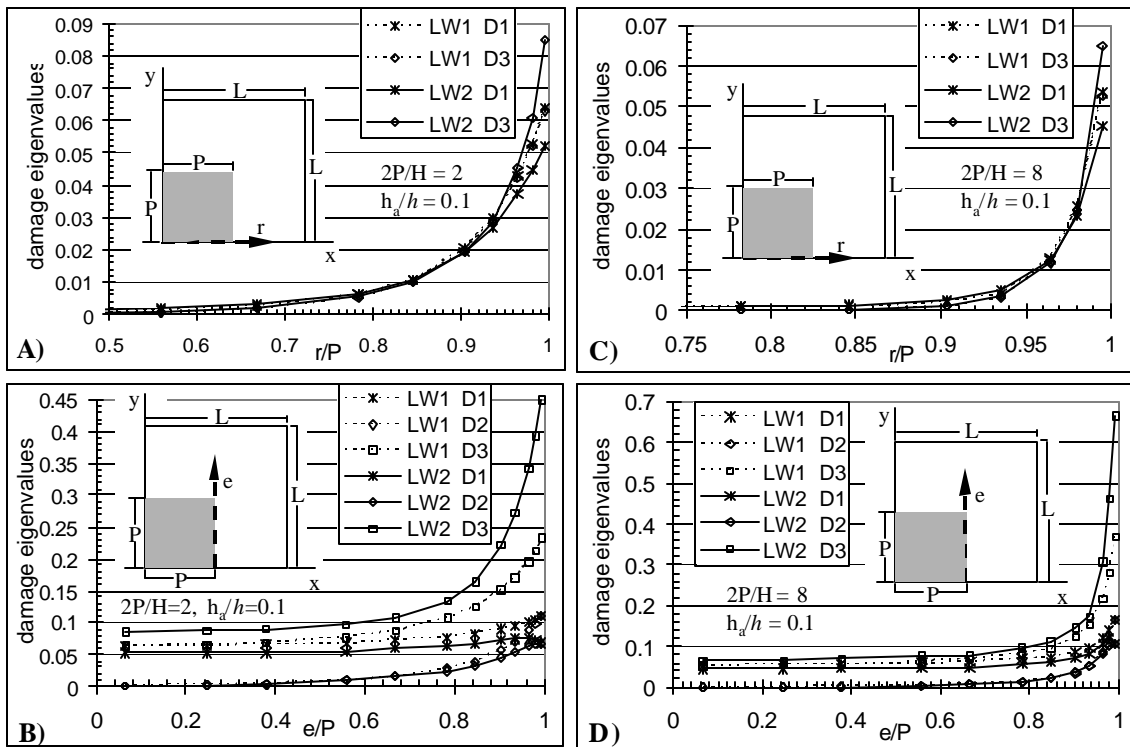 damage eigenvalues
0.09
0.08
0.07
0.06
0.05
0.04
0.03
0.02
0.01
0
LW1 D1
LW1 D3
LW2 D1
LW2 D3
y
L
P
L
P
r
x
2P/H = 2
hₐ/h = 0.1
0.5
0.6
0.7
0.8
0.9
1
r/P
A)
damage eigenvalues
0.07
0.06
0.05
0.04
0.03
0.02
0.01
0
LW1 D1
LW1 D3
LW2 D1
LW2 D3
y
L
P
L
P
r
x
2P/H = 8
hₐ/h = 0.1
0.75
0.8
0.85
0.9
0.95
1
r/P
C)
damage eigenvalues
0.45
0.4
0.35
0.3
0.25
0.2
0.15
0.1
0.05
0
LW1 D1
LW1 D2
LW1 D3
LW2 D1
LW2 D2
LW2 D3
y
L
e
L
P
P
x
2P/H=2, hₐ/h=0.1
0
0.2
0.4
0.6
0.8
1
e/P
B)
damage eigenvalues
0.7
0.6
0.5
0.4
0.3
0.2
0.1
0
LW1 D1
LW1 D2
LW1 D3
LW2 D1
LW2 D2
LW2 D3
y
L
e
L
P
P
x
2P/H = 8
hₐ/h = 0.1
0
0.2
0.4
0.6
0.8
1
e/P
D)